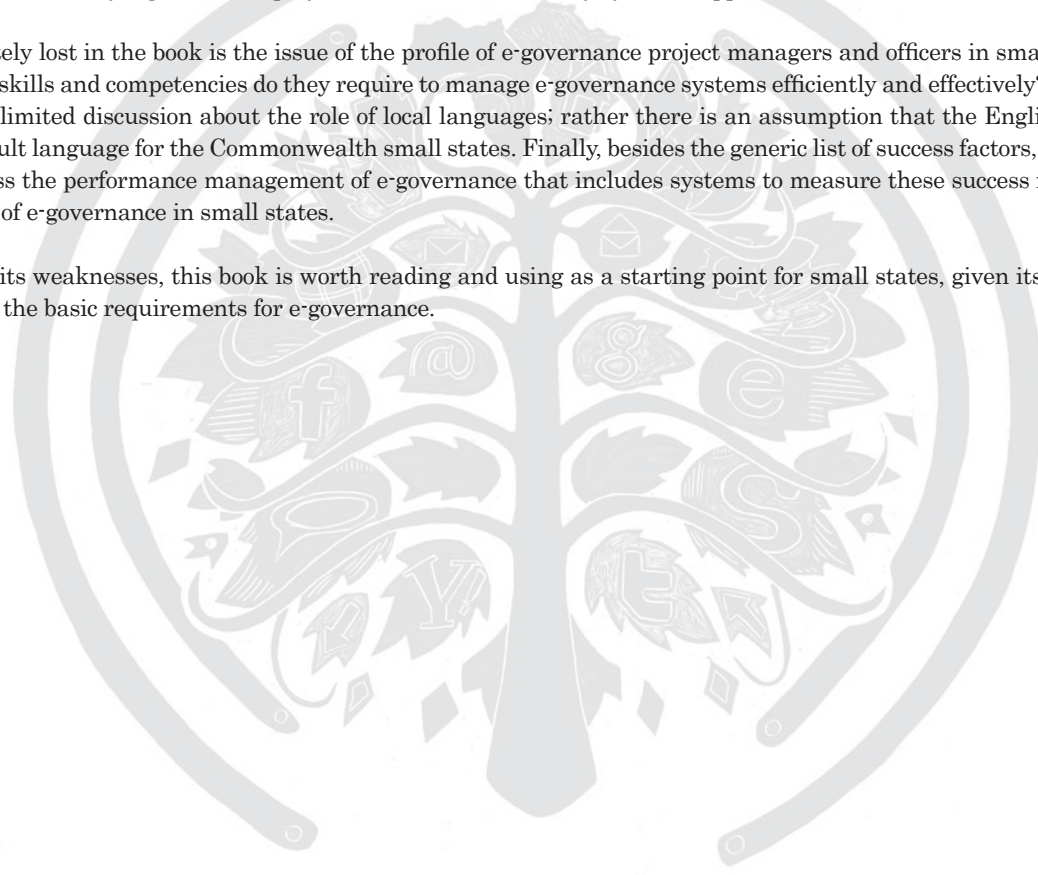 tely lost in the book is the issue of the profile of e-governance project managers and officers in sma
skills and competencies do they require to manage e-governance systems efficiently and effectively?
limited discussion about the role of local languages; rather there is an assumption that the Engli
ult language for the Commonwealth small states. Finally, besides the generic list of success factors,
ss the performance management of e-governance that includes systems to measure these success
of e-governance in small states.
its weaknesses, this book is worth reading and using as a starting point for small states, given its
the basic requirements for e-governance.
@
g
f
e
S
Y!
t